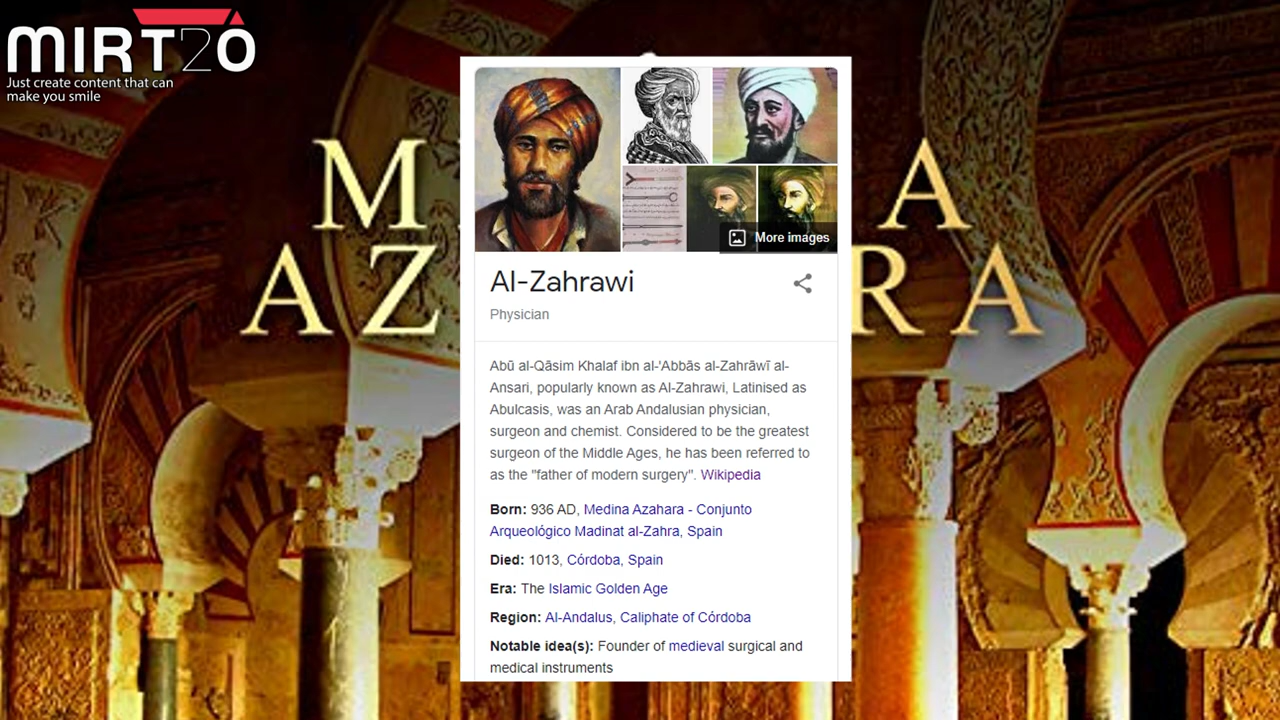 MIRT2O
Just create content that can
make you smile
M A
AZ RA
More images
Al-Zahrawi
Physician
Abū al-Qāsim Khalaf ibn al-'Abbās al-Zahrāwī al-
Ansari, popularly known as Al-Zahrawi, Latinised as
Abulcasis, was an Arab Andalusian physician,
surgeon and chemist. Considered to be the greatest
surgeon of the Middle Ages, he has been referred to
as the "father of modern surgery". Wikipedia
Born: 936 AD, Medina Azahara - Conjunto
Arqueológico Madinat al-Zahra, Spain
Died: 1013, Córdoba, Spain
Era: The Islamic Golden Age
Region: Al-Andalus, Caliphate of Córdoba
Notable idea(s): Founder of medieval surgical and
medical instruments